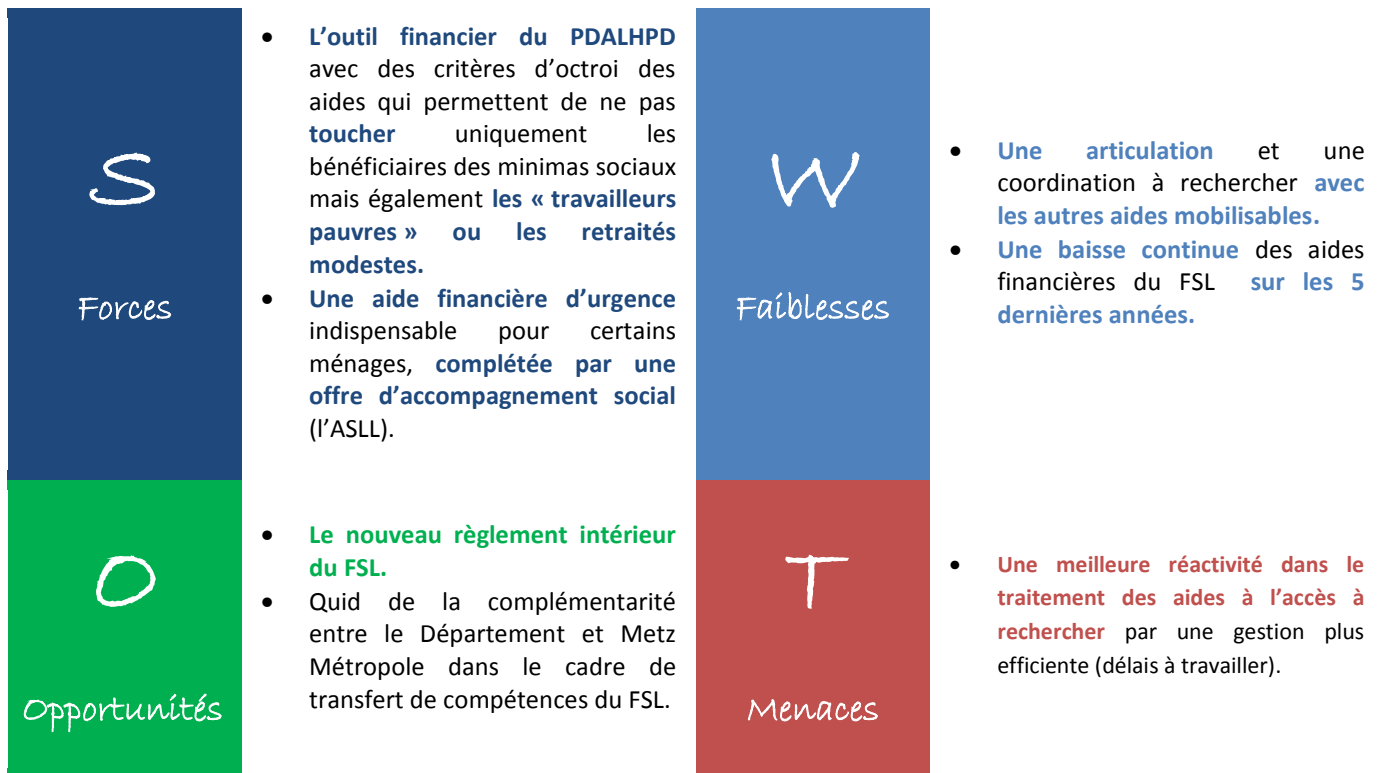 S
Forces
• L’outil financier du PDALHPD
avec des critères d’octroi des
aides qui permettent de ne pas
toucher uniquement les
bénéficiaires des minimas sociaux
mais également les « travailleurs
pauvres » ou les retraités
modestes.
• Une aide financière d’urgence
indispensable pour certains
ménages, complétée par une
offre d’accompagnement social
(l’ASLL).
W
Faiblesses
• Une articulation et une
coordination à rechercher avec
les autres aides mobilisables.
• Une baisse continue des aides
financières du FSL sur les 5
dernières années.
O
Opportunités
• Le nouveau règlement intérieur
du FSL.
• Quid de la complémentarité
entre le Département et Metz
Métropole dans le cadre de
transfert de compétences du FSL.
T
Menaces
• Une meilleure réactivité dans le
traitement des aides à l’accès à
rechercher par une gestion plus
efficiente (délais à travailler).